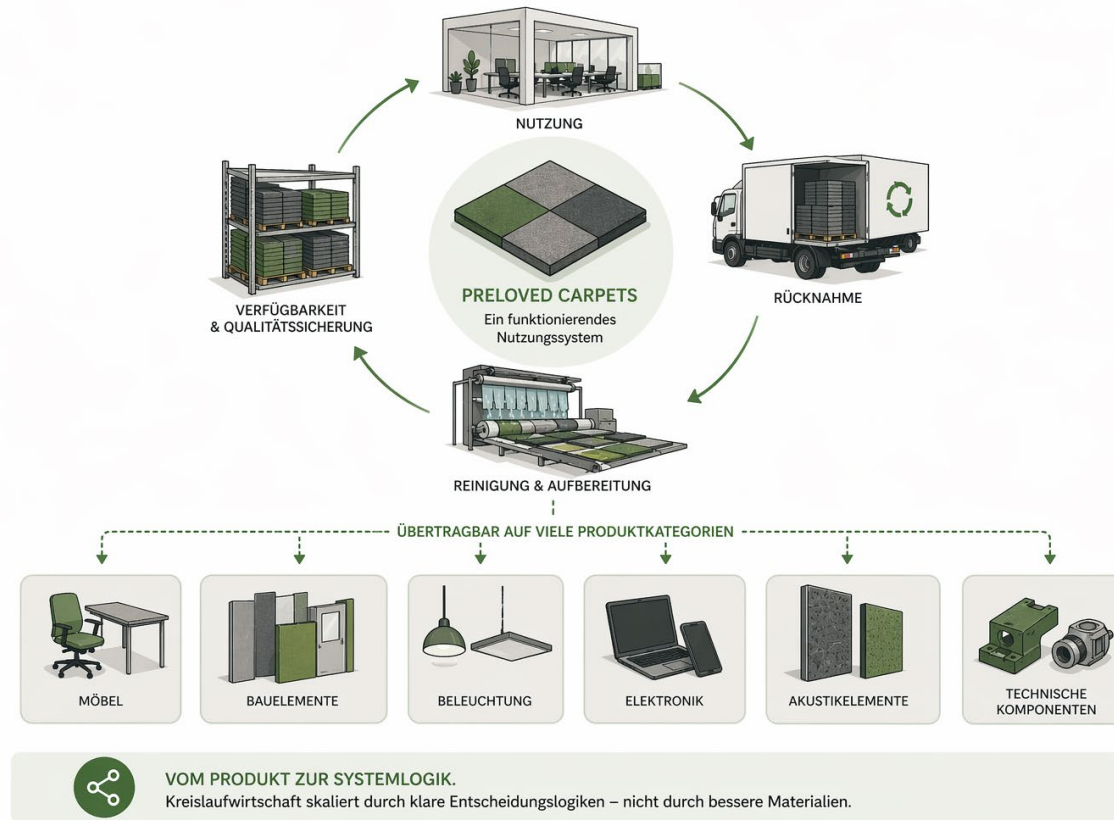 NUTZUNG
PRELOVED CARPETS
Ein funktionierendes
Nutzungssystem
RÜCKNAHME
VERFÜGBARKEIT
& QUALITÄTSSICHERUNG
REINIGUNG & AUFBEREITUNG
ÜBERTRAGBAR AUF VIELE PRODUKTKATEGORIEN
MÖBEL
BAUELEMENTE
BELEUCHTUNG
ELEKTRONIK
AKUSTIKELEMENTE
TECHNISCHE
KOMPONENTEN
VOM PRODUKT ZUR SYSTEMLOGIK.
Kreislaufwirtschaft skaliert durch klare Entscheidungslogiken – nicht durch bessere Materialien.